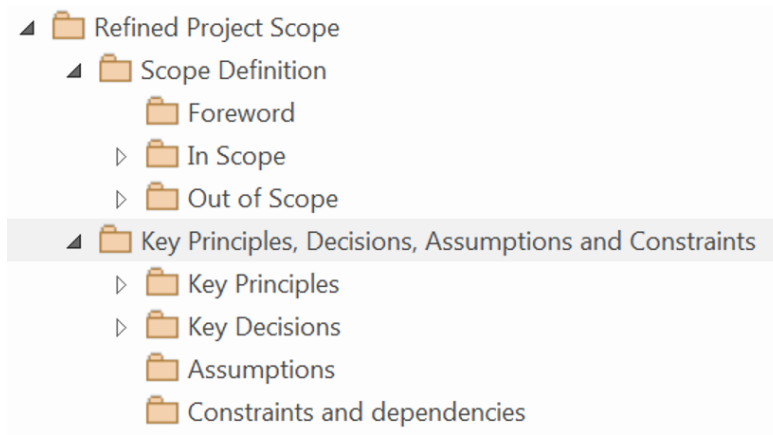 Refined Project Scope
Scope Definition
Foreword
In Scope
Out of Scope
Key Principles, Decisions, Assumptions and Constraints
Key Principles
Key Decisions
Assumptions
Constraints and dependencies